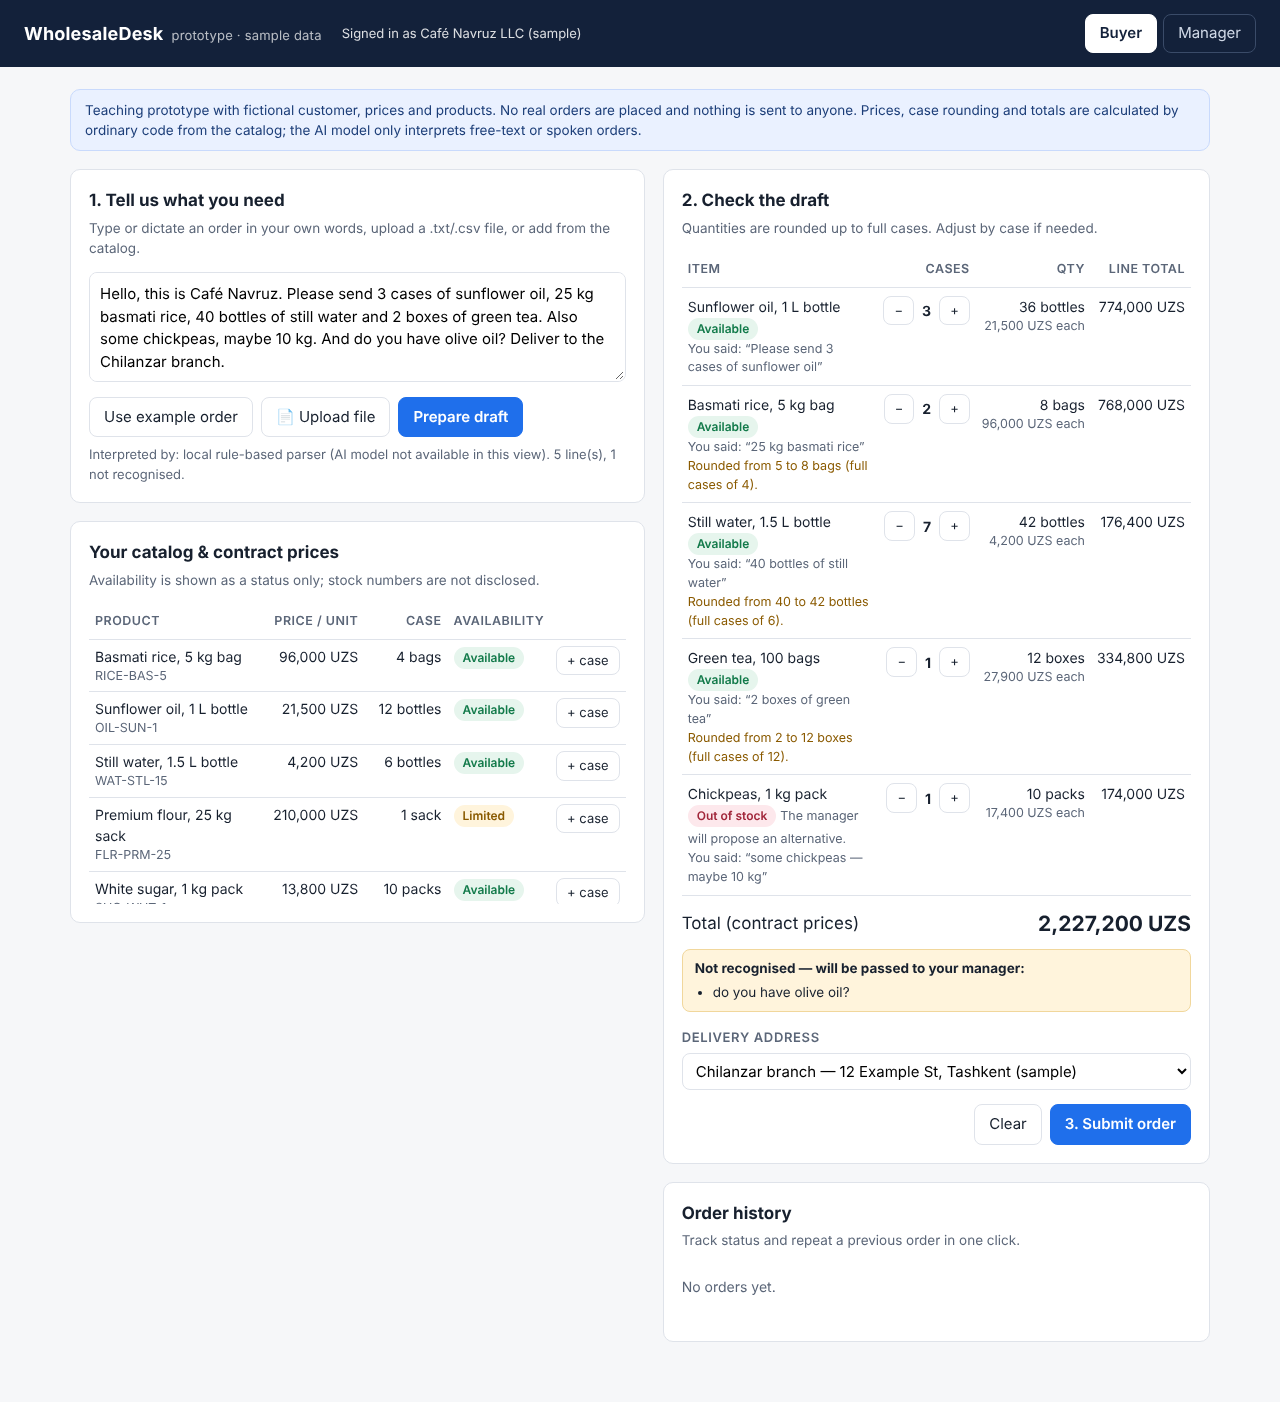 WholesaleDesk prototype · sample data Signed in as Café Navruz LLC (sample) Buyer Manager
Teaching prototype with fictional customer, prices and products. No real orders are placed and nothing is sent to anyone. Prices, case rounding and totals are calculated by
ordinary code from the catalog; the AI model only interprets free-text or spoken orders.
1. Tell us what you need
Type or dictate an order in your own words, upload a .txt/.csv file, or add from the
catalog.
Hello, this is Café Navruz. Please send 3 cases of sunflower oil, 25 kg
basmati rice, 40 bottles of still water and 2 boxes of green tea. Also
some chickpeas, maybe 10 kg. And do you have olive oil? Deliver to the
Chilanzar branch.
Use example order 📄 Upload file Prepare draft
Interpreted by: local rule-based parser (AI model not available in this view). 5 line(s), 1
not recognised.
Your catalog & contract prices
Availability is shown as a status only; stock numbers are not disclosed.
PRODUCT PRICE / UNIT CASE AVAILABILITY
Basmati rice, 5 kg bag 96,000 UZS 4 bags Available + case
RICE-BAS-5
Sunflower oil, 1 L bottle 21,500 UZS 12 bottles Available + case
OIL-SUN-1
Still water, 1.5 L bottle 4,200 UZS 6 bottles Available + case
WAT-STL-15
Premium flour, 25 kg 210,000 UZS 1 sack Limited + case
sack
FLR-PRM-25
White sugar, 1 kg pack 13,800 UZS 10 packs Available + case
2. Check the draft
Quantities are rounded up to full cases. Adjust by case if needed.
ITEM CASES QTY LINE TOTAL
Sunflower oil, 1 L bottle − 3 + 36 bottles 774,000 UZS
Available 21,500 UZS each
You said: “Please send 3
cases of sunflower oil”
Basmati rice, 5 kg bag − 2 + 8 bags 768,000 UZS
Available 96,000 UZS each
You said: “25 kg basmati rice”
Rounded from 5 to 8 bags (full
cases of 4).
Still water, 1.5 L bottle − 7 + 42 bottles 176,400 UZS
Available 4,200 UZS each
You said: “40 bottles of still
water”
Rounded from 40 to 42 bottles
(full cases of 6).
Green tea, 100 bags − 1 + 12 boxes 334,800 UZS
Available 27,900 UZS each
You said: “2 boxes of green
tea”
Rounded from 2 to 12 boxes
(full cases of 12).
Chickpeas, 1 kg pack − 1 + 10 packs 174,000 UZS
Out of stock The manager 17,400 UZS each
will propose an alternative.
You said: “some chickpeas —
maybe 10 kg”
Total (contract prices) 2,227,200 UZS
Not recognised — will be passed to your manager:
• do you have olive oil?
DELIVERY ADDRESS
Chilanzar branch — 12 Example St, Tashkent (sample)
Clear 3. Submit order
Order history
Track status and repeat a previous order in one click.
No orders yet.